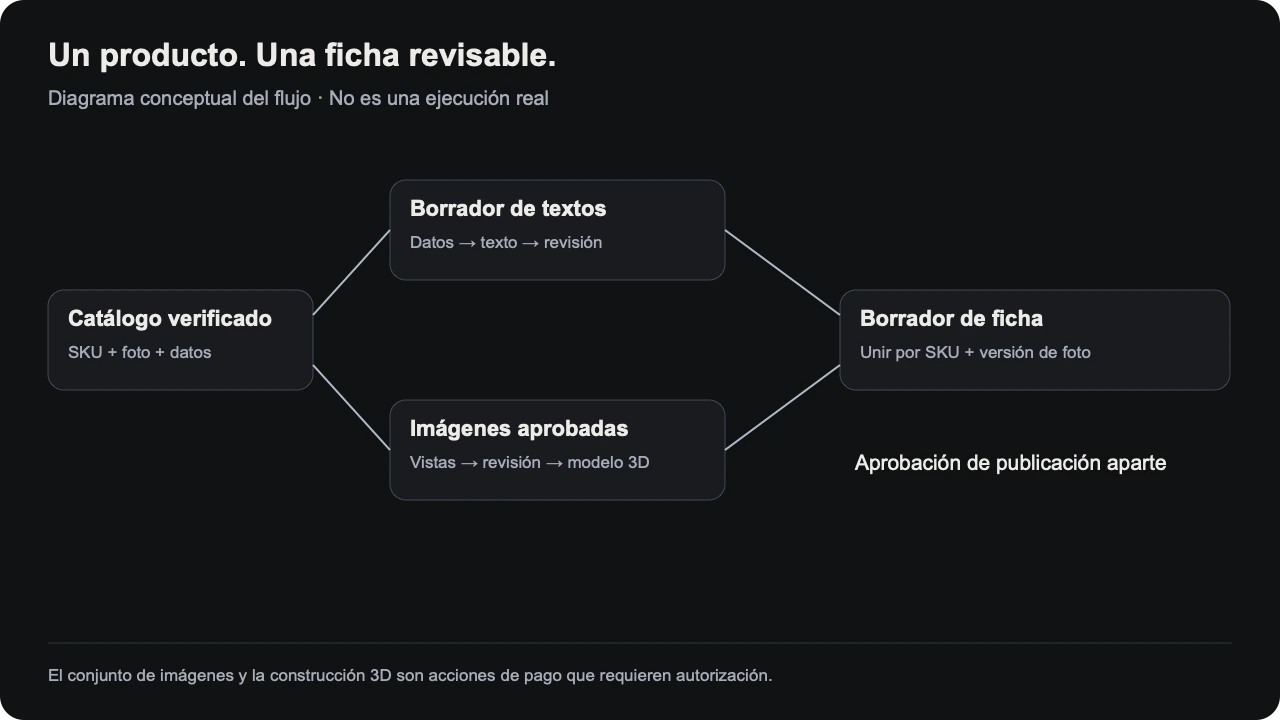 Un producto. Una ficha revisable.
Diagrama conceptual del flujo · No es una ejecución real
Borrador de textos
Datos → texto → revisión
Catálogo verificado
SKU + foto + datos
Borrador de ficha
Unir por SKU + versión de foto
Imágenes aprobadas
Vistas → revisión → modelo 3D
Aprobación de publicación aparte
El conjunto de imágenes y la construcción 3D son acciones de pago que requieren autorización.